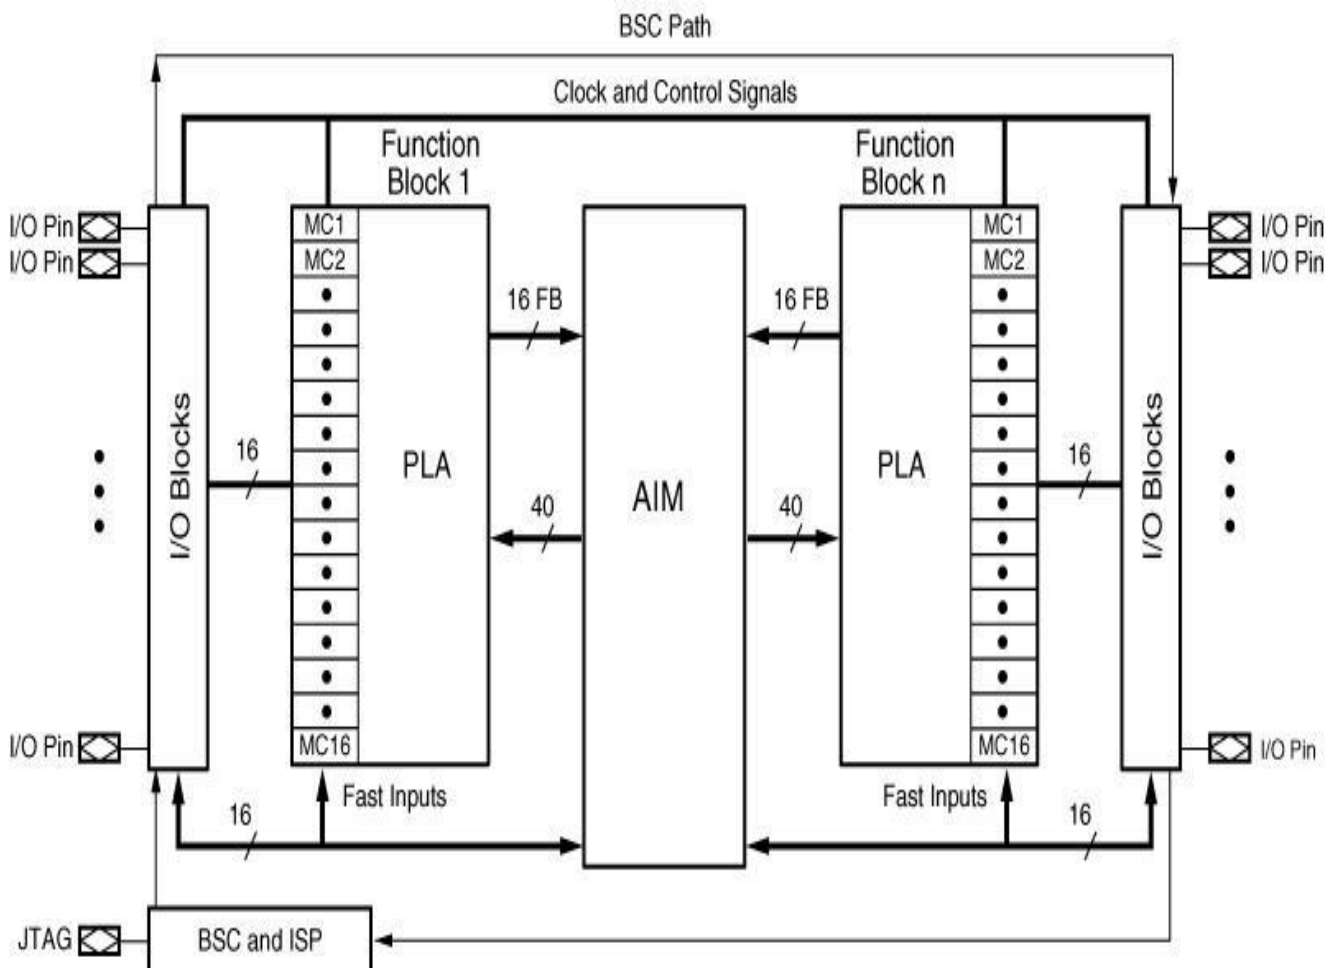 BSC Path
Clock and Control Signals
Function
Block 1
Function
Block n
I/O Pin
I/O Pin
MC1
MC2
MC1
MC2
I/O Pin
I/O Pin
16 FB
16 FB
I/O Blocks
16
PLA
AIM
PLA
16
I/O Blocks
40
40
I/O Pin
MC16
MC16
I/O Pin
Fast Inputs
Fast Inputs
16
16
JTAG
BSC and ISP